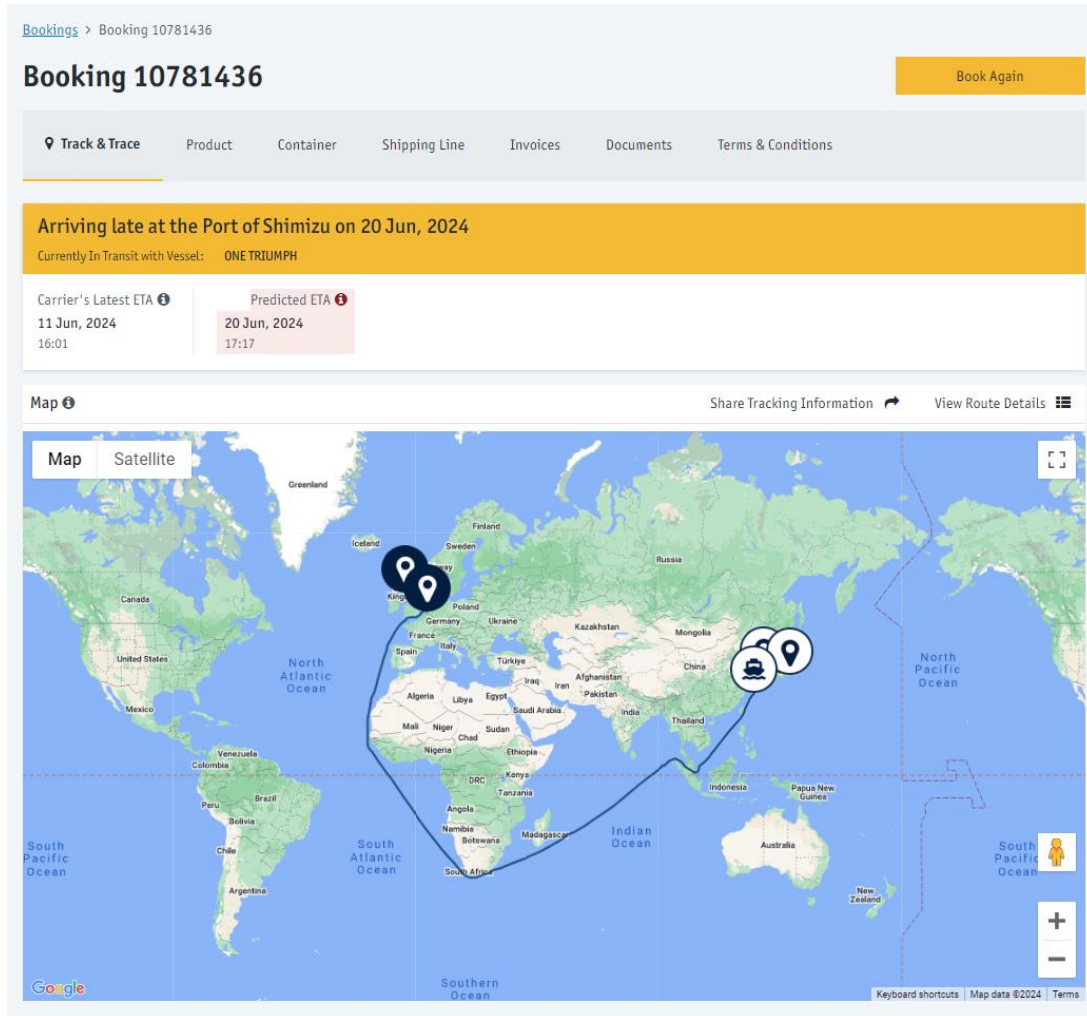 Bookings > Booking 10781436
Booking 10781436
Book Again
Track & Trace Product Container Shipping Line Invoices Documents Terms & Conditions
Arriving late at the Port of Shimizu on 20 Jun, 2024
Currently In Transit with Vessel: ONE TRIUMPH
Carrier's Latest ETA Predicted ETA
11 Jun, 2024 20 Jun, 2024
16:01 17:17
Map Share Tracking Information View Route Details
Map Satellite
Greenland
Iceland
Finland
Sweden
Russia
Canada
Poland
Germany
Ukraine
France
Italy
Spain
Kazakhstan
Mongolia
United States
North
Atlantic
Ocean
Türkiye
China
North
Pacific
Ocean
Iraq
Iran
Afghanistan
Pakistan
Algeria
Libya
Egypt
Saudi Arabia
India
Mexico
Mali
Niger
Chad
Sudan
Thailand
Nigeria
Ethiopia
Venezuela
Colombia
DRC
Kenya
Tanzania
Indonesia
Papua New
Guinea
Peru
Brazil
Bolivia
Angola
Namibia
Botswana
Madagascar
Chile
South
Pacific
Ocean
South
Atlantic
Ocean
Indian
Ocean
Australia
South
Pacific
Ocean
South Africa
Argentina
New
Zealand
Southern
Ocean
Google
Keyboard shortcuts Map data ©2024 Terms